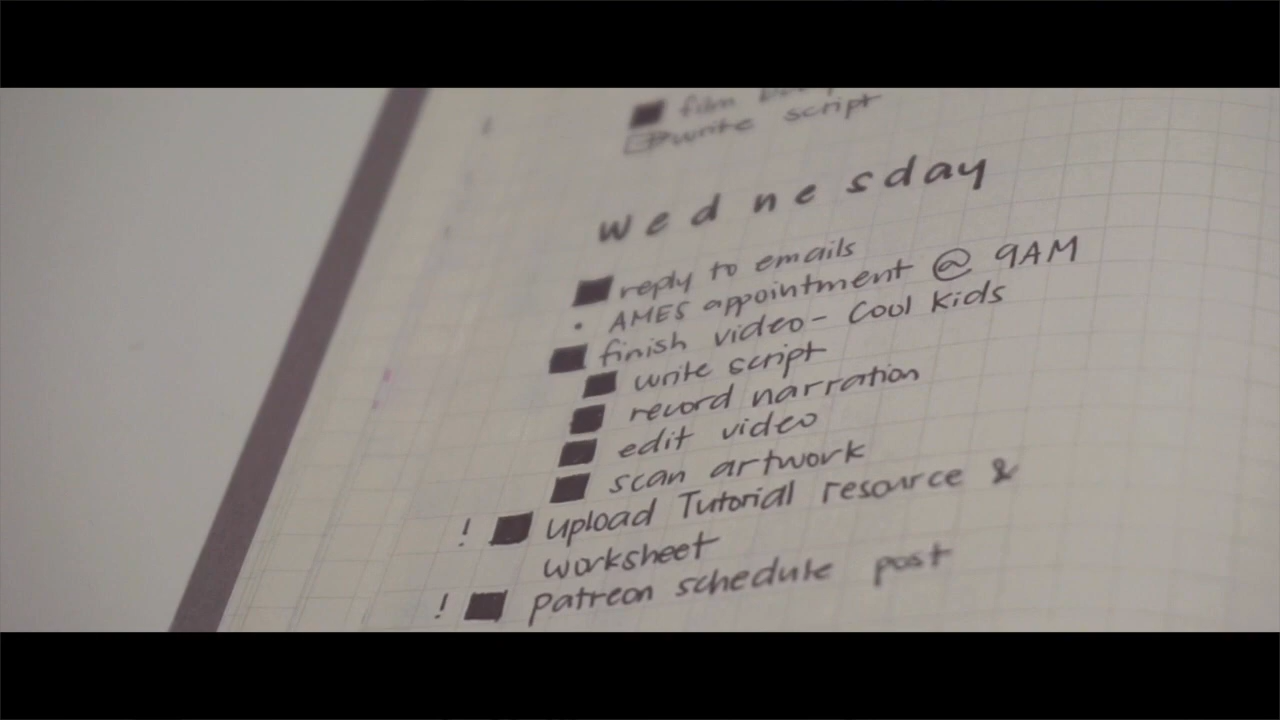 film
write script
wednesday
reply to emails
AMES appointment @ 9AM
finish video - Cool Kids
write script
record narration
edit video
scan artwork
! upload Tutorial resource &
worksheet
! patreon schedule post